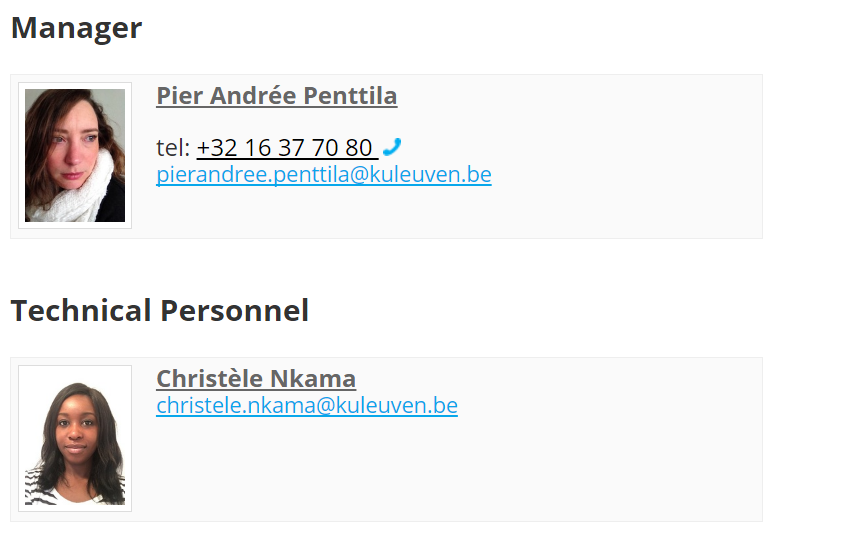 Manager
Pier Andrée Penttila
tel: +32 16 37 70 80
pierandree.penttila@kuleuven.be
Technical Personnel
Christèle Nkama
christele.nkama@kuleuven.be